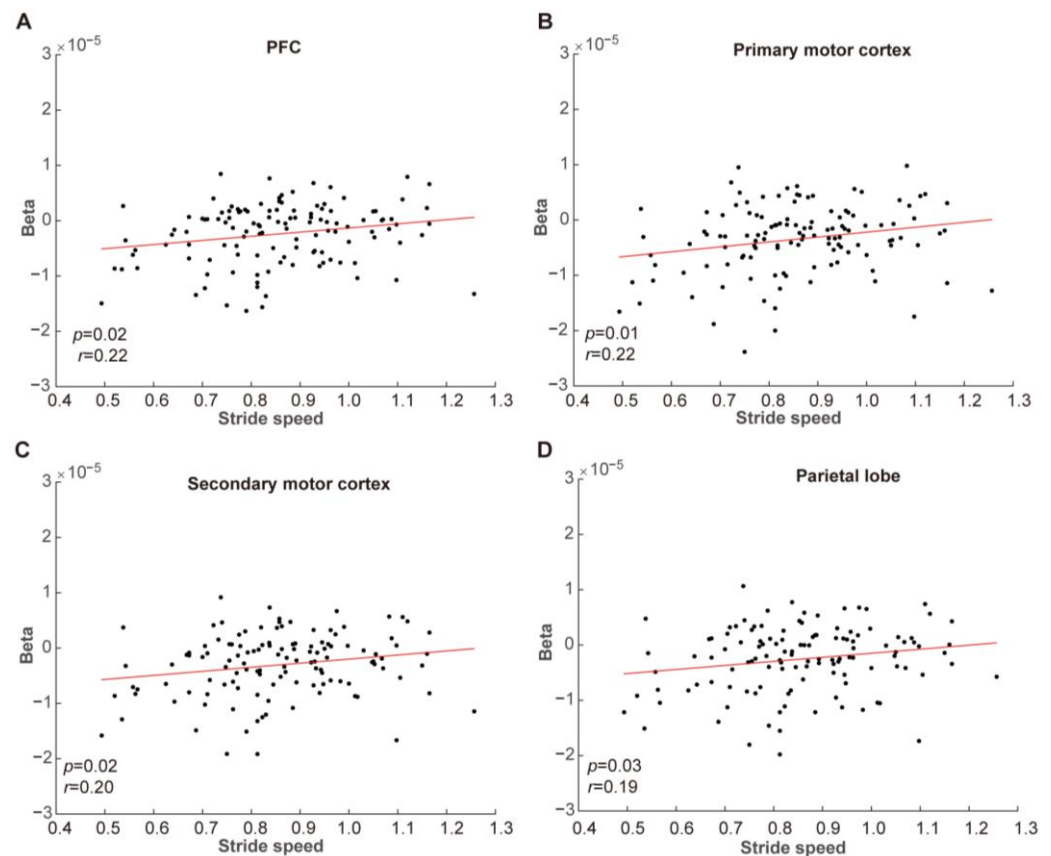 A
PFC
3 ×10⁻⁵
2
1
0
−1
−2
−3
Beta
p=0.02
r=0.22
0.4 0.5 0.6 0.7 0.8 0.9 1.0 1.1 1.2 1.3
Stride speed
B
Primary motor cortex
3 ×10⁻⁵
2
1
0
−1
−2
−3
Beta
p=0.01
r=0.22
0.4 0.5 0.6 0.7 0.8 0.9 1.0 1.1 1.2 1.3
Stride speed
C
Secondary motor cortex
3 ×10⁻⁵
2
1
0
−1
−2
−3
Beta
p=0.02
r=0.20
0.4 0.5 0.6 0.7 0.8 0.9 1.0 1.1 1.2 1.3
Stride speed
D
Parietal lobe
3 ×10⁻⁵
2
1
0
−1
−2
−3
Beta
p=0.03
r=0.19
0.4 0.5 0.6 0.7 0.8 0.9 1.0 1.1 1.2 1.3
Stride speed